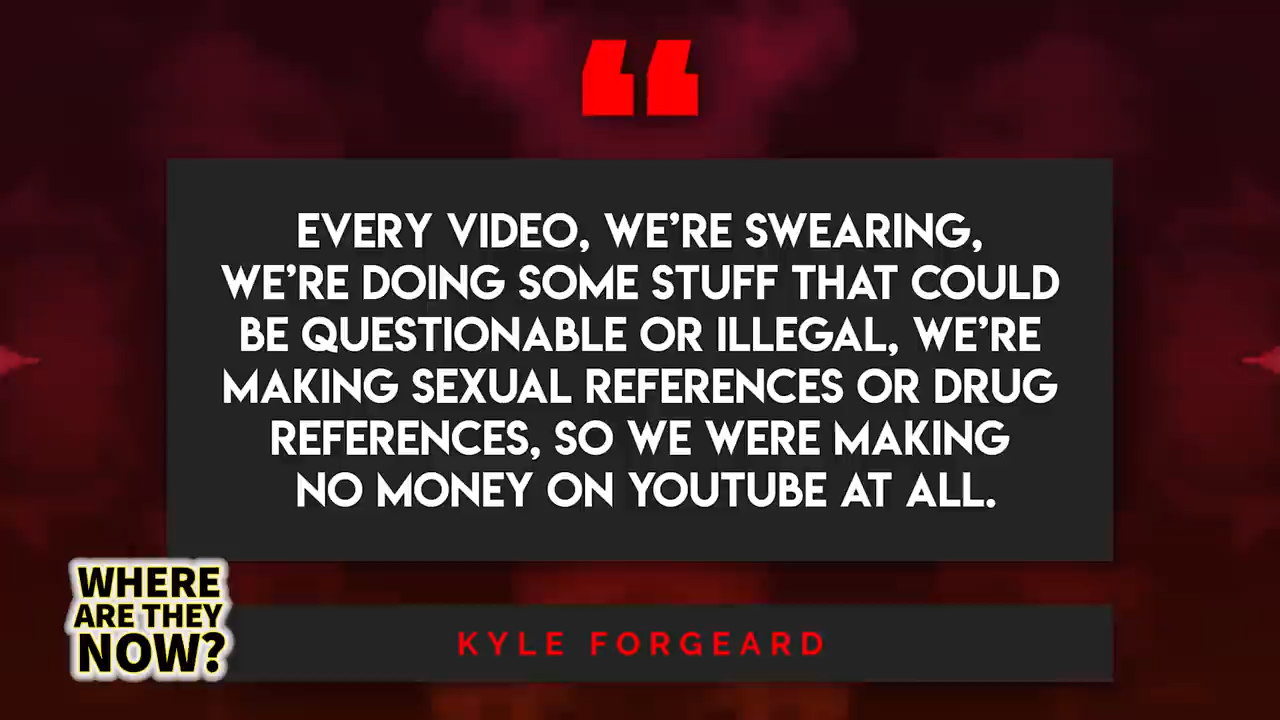 “
EVERY VIDEO, WE’RE SWEARING,
WE’RE DOING SOME STUFF THAT COULD
BE QUESTIONABLE OR ILLEGAL, WE’RE
MAKING SEXUAL REFERENCES OR DRUG
REFERENCES, SO WE WERE MAKING
NO MONEY ON YOUTUBE AT ALL.
KYLE FORGEARD
WHERE
ARE THEY
NOW?